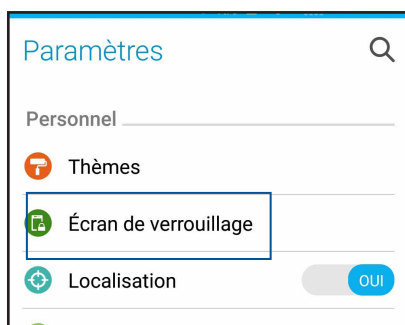 Paramètres
Personnel
Thèmes
Écran de verrouillage
Localisation
OUI